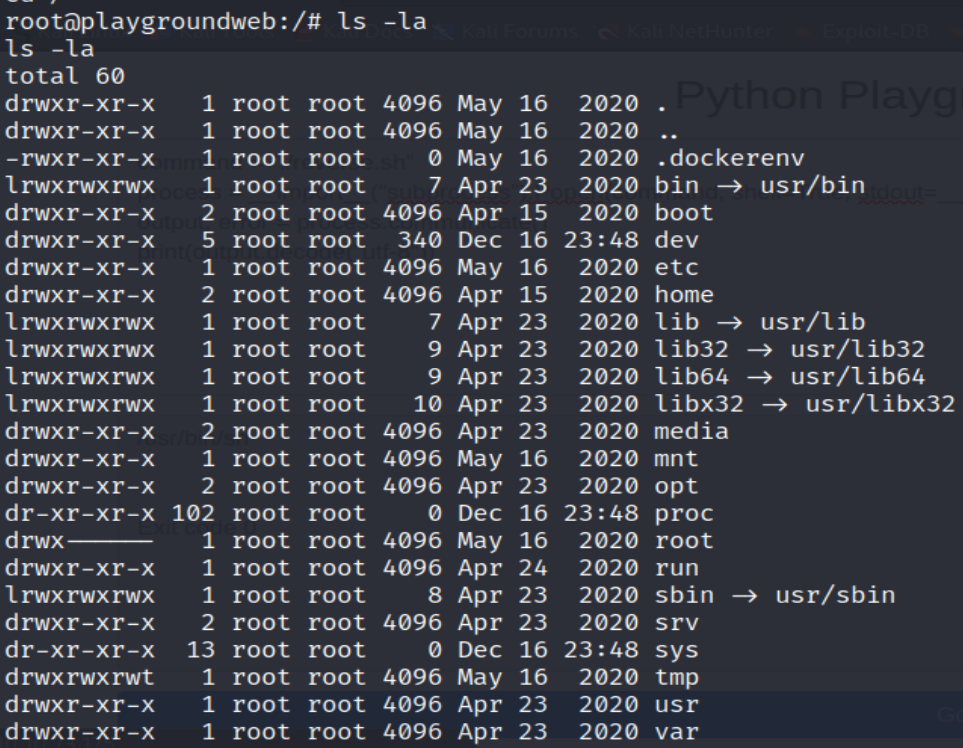 root@playgroundweb:/# ls -la
ls -la
total 60
drwxr-xr-x 1 root root 4096 May 16 2020 .
drwxr-xr-x 1 root root 4096 May 16 2020 ..
-rwxr-xr-x 1 root root 0 May 16 2020 .dockerenv
lrwxrwxrwx 1 root root 7 Apr 23 2020 bin → usr/bin
drwxr-xr-x 2 root root 4096 Apr 15 2020 boot
drwxr-xr-x 5 root root 340 Dec 16 23:48 dev
drwxr-xr-x 1 root root 4096 May 16 2020 etc
drwxr-xr-x 2 root root 4096 Apr 15 2020 home
lrwxrwxrwx 1 root root 7 Apr 23 2020 lib → usr/lib
lrwxrwxrwx 1 root root 9 Apr 23 2020 lib32 → usr/lib32
lrwxrwxrwx 1 root root 9 Apr 23 2020 lib64 → usr/lib64
lrwxrwxrwx 1 root root 10 Apr 23 2020 libx32 → usr/libx32
drwxr-xr-x 2 root root 4096 Apr 23 2020 media
drwxr-xr-x 1 root root 4096 May 16 2020 mnt
drwxr-xr-x 2 root root 4096 Apr 23 2020 opt
dr-xr-xr-x 102 root root 0 Dec 16 23:48 proc
drwx------ 1 root root 4096 May 16 2020 root
drwxr-xr-x 1 root root 4096 Apr 24 2020 run
lrwxrwxrwx 1 root root 8 Apr 23 2020 sbin → usr/sbin
drwxr-xr-x 2 root root 4096 Apr 23 2020 srv
dr-xr-xr-x 13 root root 0 Dec 16 23:48 sys
drwxrwxrwt 1 root root 4096 May 16 2020 tmp
drwxr-xr-x 1 root root 4096 Apr 23 2020 usr
drwxr-xr-x 1 root root 4096 Apr 23 2020 var
Kali Forums Kali NetHunter Exploit-DB
Python